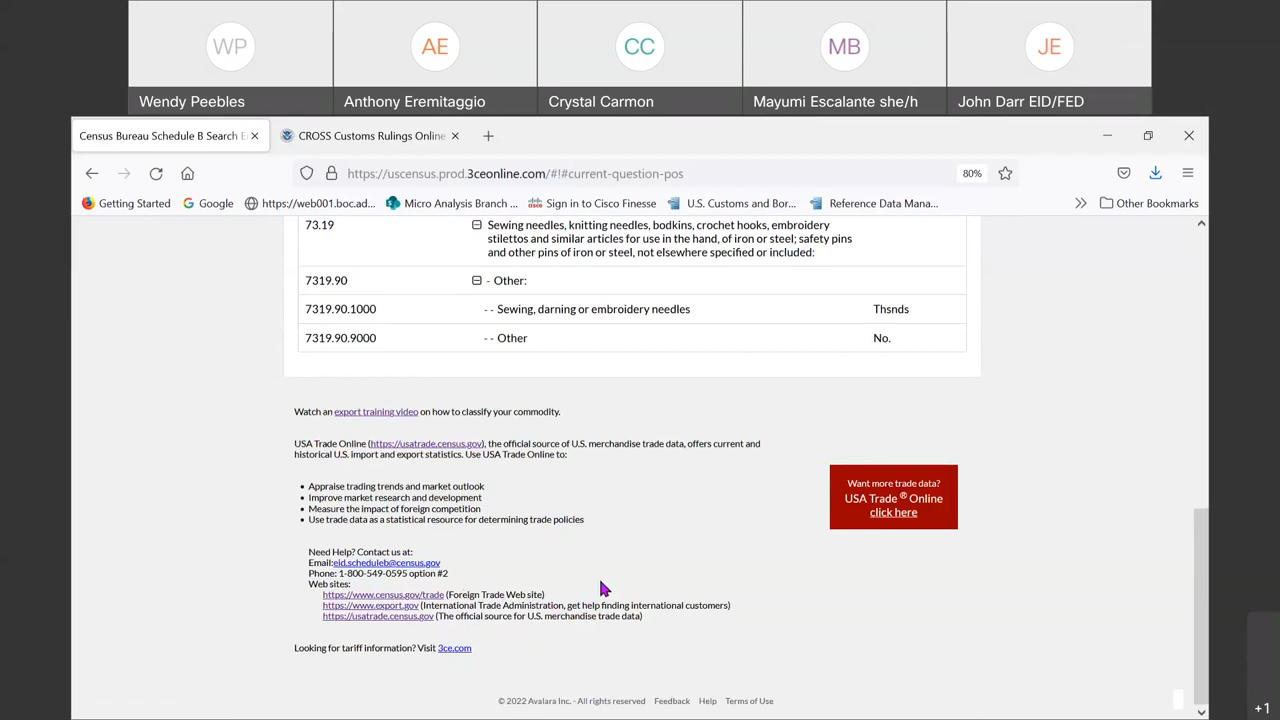 WP
AE
CC
MB
JE
Wendy Peebles
Anthony Eremitaggio
Crystal Carmon
Mayumi Escalante she/h
John Darr EID/FED
Census Bureau Schedule B Search E
CROSS Customs Rulings Online
https://uscensus.prod.3ceonline.com/#!#current-question-pos
80%
Getting Started
Google
https://web001.boc.ad...
Micro Analysis Branch ...
Sign in to Cisco Finesse
U.S. Customs and Bor...
Reference Data Mana...
Other Bookmarks
73.19 Sewing needles, knitting needles, bodkins, crochet hooks, embroidery
stilettos and similar articles for use in the hand, of iron or steel; safety pins
and other pins of iron or steel, not elsewhere specified or included:
7319.90 - Other:
7319.90.1000 - - Sewing, darning or embroidery needles Thsnds
7319.90.9000 - - Other No.
Watch an export training video on how to classify your commodity.
USA Trade Online (https://usatrade.census.gov), the official source of U.S. merchandise trade data, offers current and
historical U.S. import and export statistics. Use USA Trade Online to:
• Appraise trading trends and market outlook
• Improve market research and development
• Measure the impact of foreign competition
• Use trade data as a statistical resource for determining trade policies
Want more trade data?
USA Trade ® Online
click here
Need Help? Contact us at:
Email:eid.scheduleb@census.gov
Phone: 1-800-549-0595 option #2
Web sites:
https://www.census.gov/trade (Foreign Trade Web site)
https://www.export.gov (International Trade Administration, get help finding international customers)
https://usatrade.census.gov (The official source for U.S. merchandise trade data)
Looking for tariff information? Visit 3ce.com
© 2022 Avalara Inc. - All rights reserved Feedback Help Terms of Use
+1